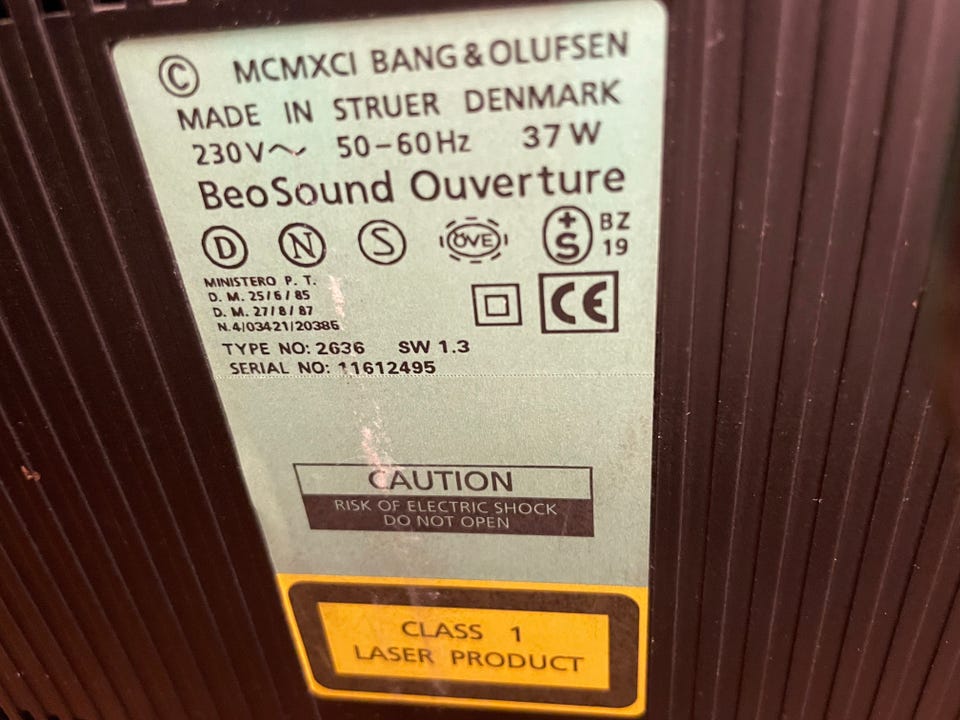 © MCMXCI BANG & OLUFSEN
MADE IN STRUER DENMARK
230V~ 50-60Hz 37W
BeoSound Ouverture
D N S ÖVE +S BZ 19
MINISTERO P. T.
D. M. 25/6/85
D. M. 27/8/87
N.4/03421/20385
CE
TYPE NO: 2636 SW 1.3
SERIAL NO: 11612495
CAUTION
RISK OF ELECTRIC SHOCK
DO NOT OPEN
CLASS 1
LASER PRODUCT